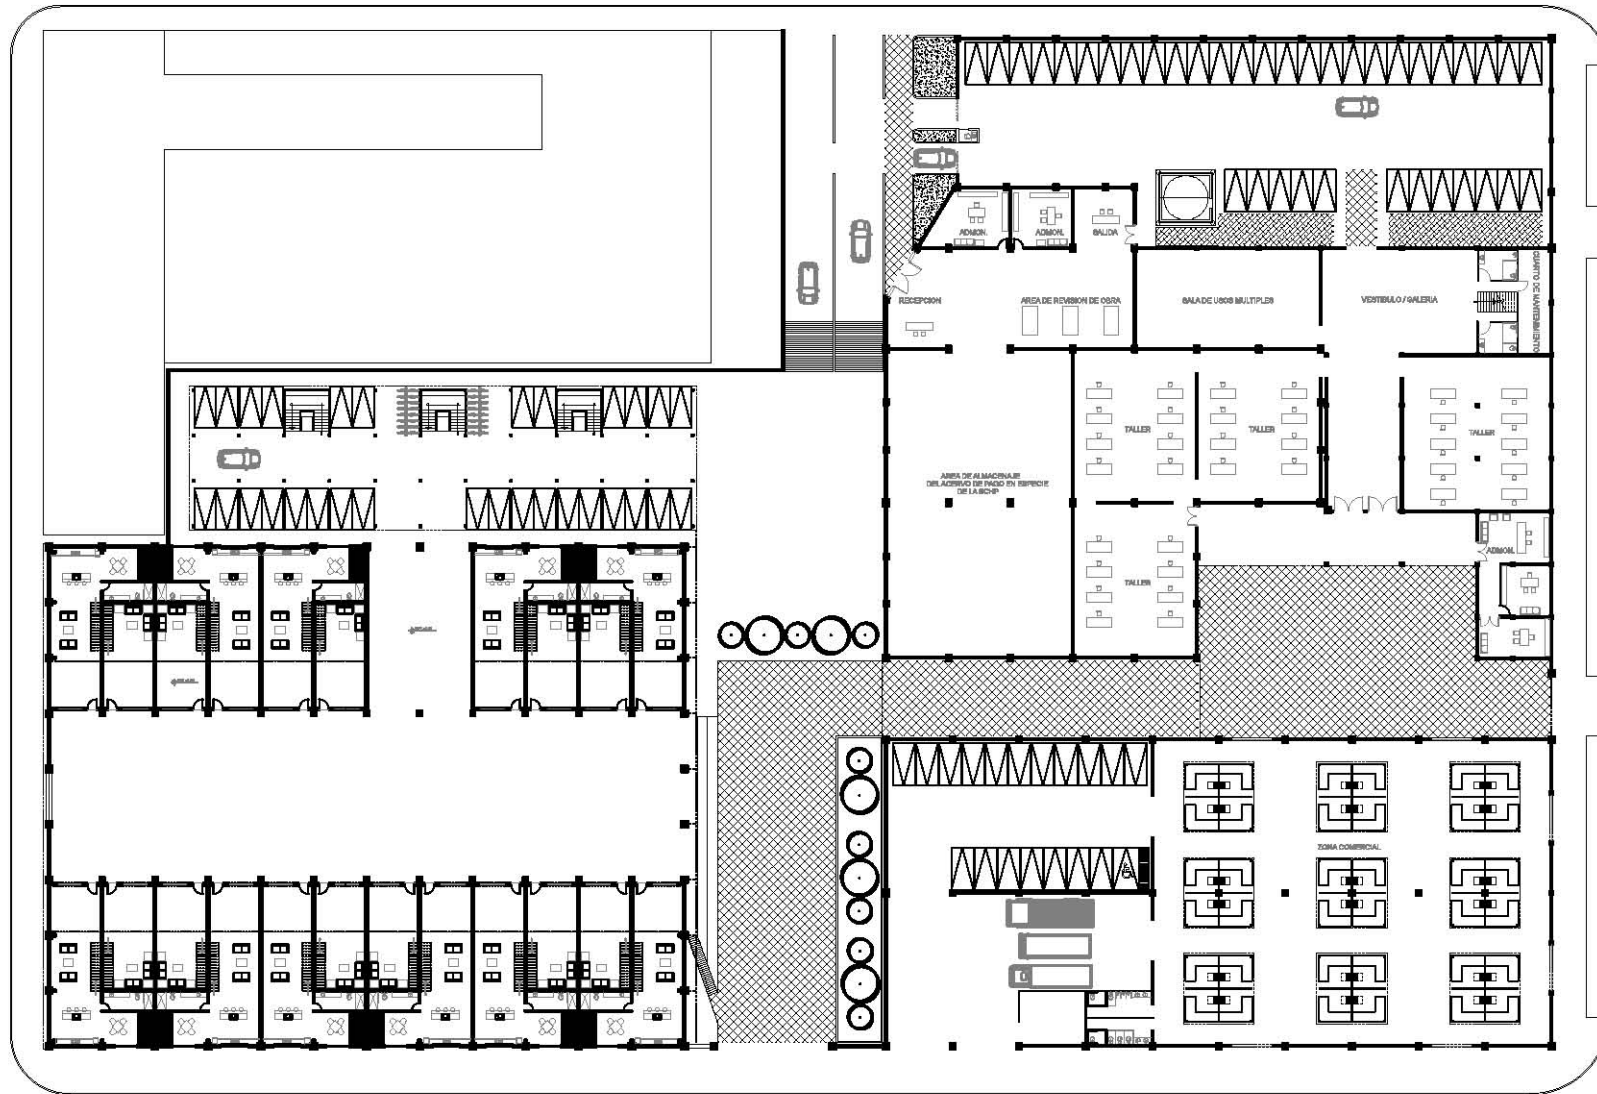 ADMON.
ADMON.
SALIDA
RECEPCION
AREA DE REVISION DE OBRA
SALA DE USOS MULTIPLES
VESTIBULO / GALERIA
CUARTO DE MANTENIMIENTO
TALLER
TALLER
TALLER
AREA DE ALMACENAJE
DEL ACERVO DE PAGO EN ESPECIE
DE LA SCHP
ADMON.
TALLER
ZONA COMERCIAL